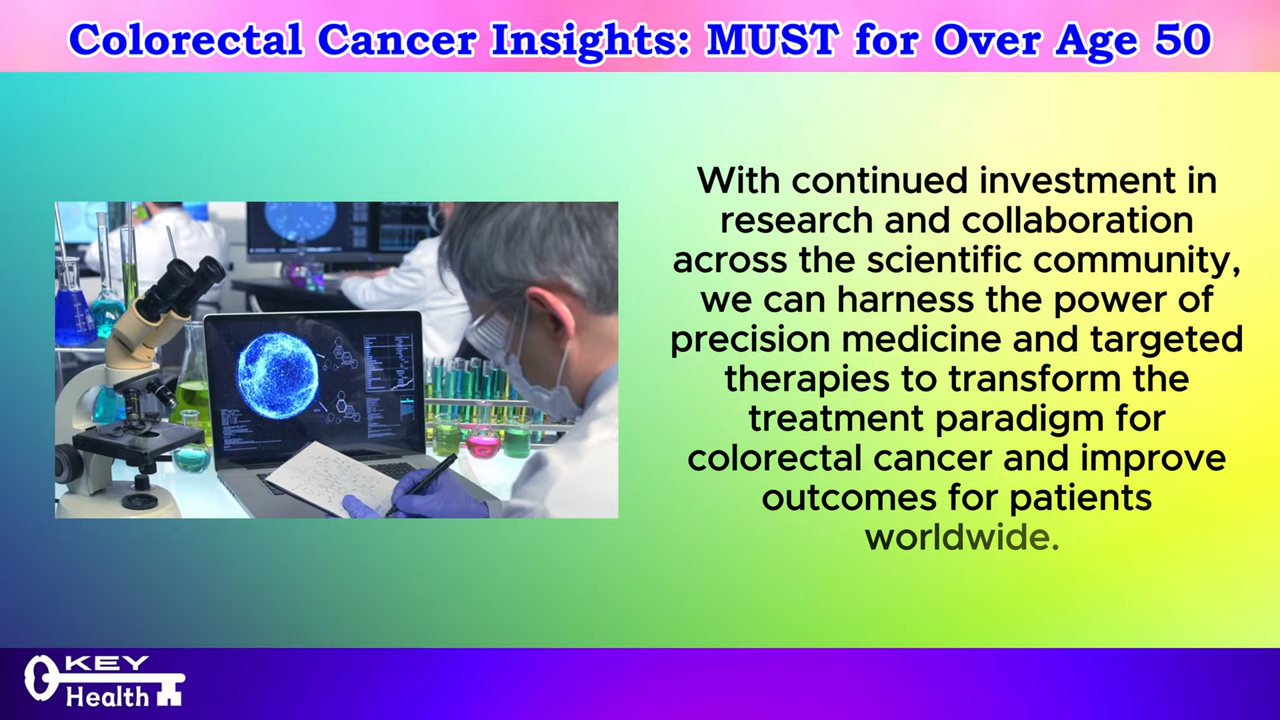 Colorectal Cancer Insights: MUST for Over Age 50
With continued investment in
research and collaboration
across the scientific community,
we can harness the power of
precision medicine and targeted
therapies to transform the
treatment paradigm for
colorectal cancer and improve
outcomes for patients
worldwide.
KEY
Health